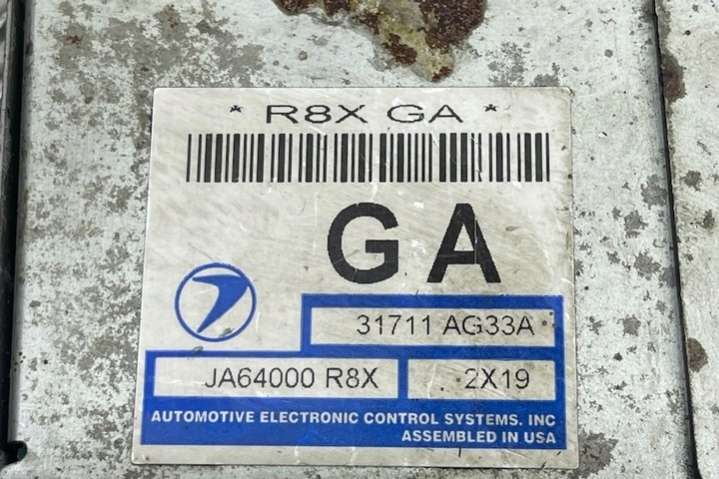 * R8X GA *
GA
31711 AG33A
JA64000 R8X 2X19
AUTOMOTIVE ELECTRONIC CONTROL SYSTEMS. INC
ASSEMBLED IN USA